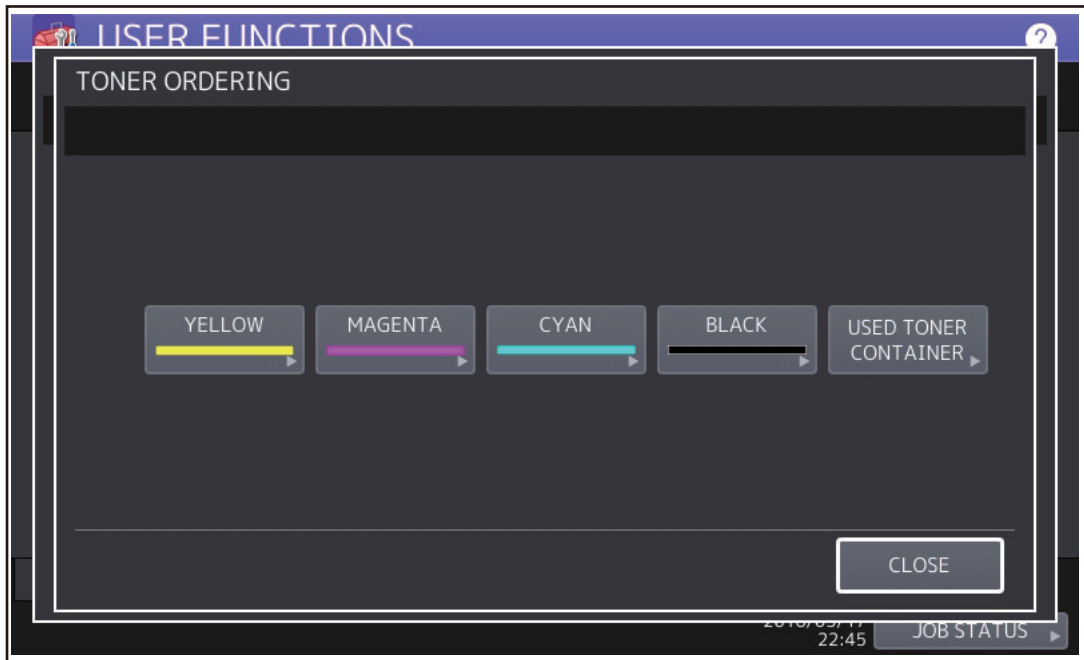 USER FUNCTIONS
?
TONER ORDERING
YELLOW
MAGENTA
CYAN
BLACK
USED TONER
CONTAINER
CLOSE
22:45
JOB STATUS